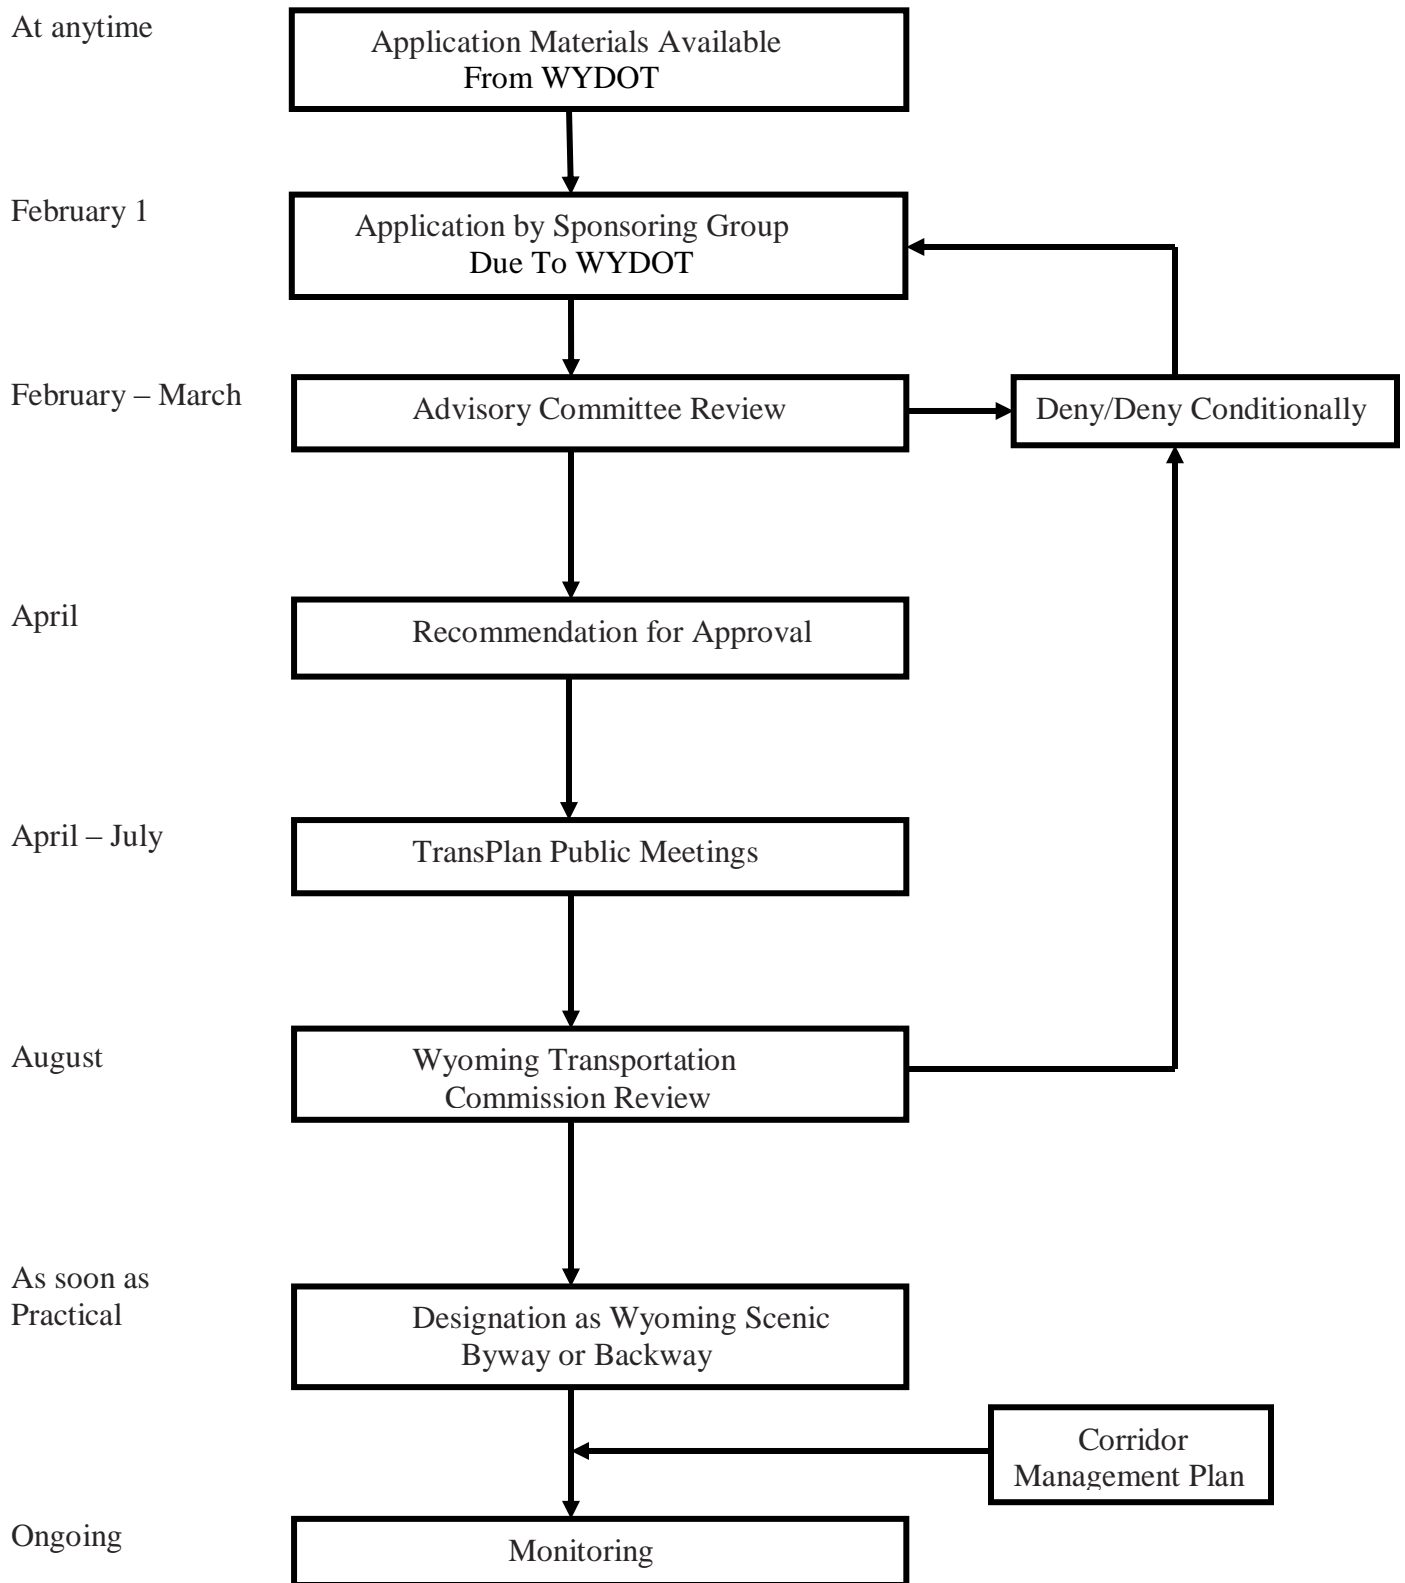 At anytime
Application Materials Available
From WYDOT
February 1
Application by Sponsoring Group
Due To WYDOT
February – March
Advisory Committee Review
Deny/Deny Conditionally
April
Recommendation for Approval
April – July
TransPlan Public Meetings
August
Wyoming Transportation
Commission Review
As soon as
Practical
Designation as Wyoming Scenic
Byway or Backway
Corridor
Management Plan
Ongoing
Monitoring